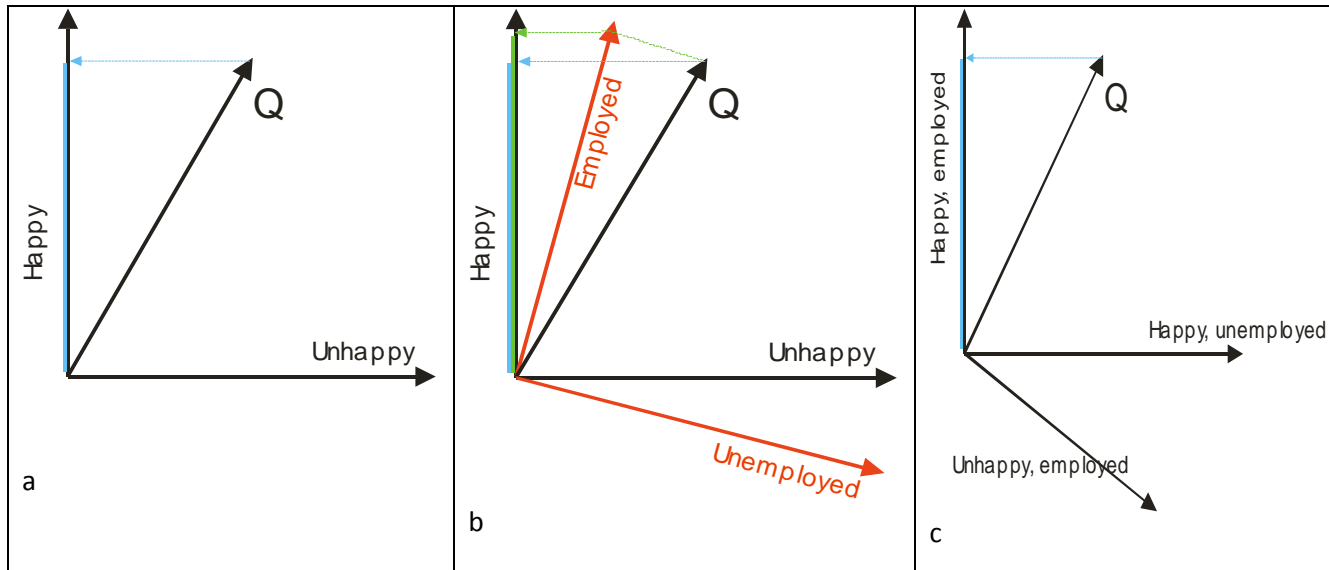 Happy
Q
Unhappy
a
Happy
Employed
Q
Unhappy
Unemployed
b
Happy, employed
Q
Happy, unemployed
Unhappy, employed
c